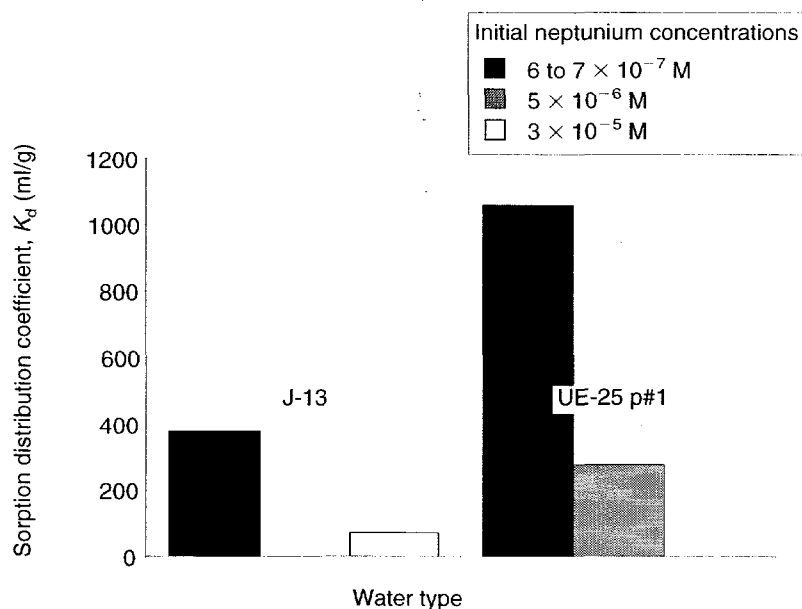 Initial neptunium concentrations
6 to 7 × 10⁻⁷ M
5 × 10⁻⁶ M
3 × 10⁻⁵ M
Sorption distribution coefficient, K_d (ml/g)
1200
1000
800
600
400
200
0
J-13
UE-25 p#1
Water type